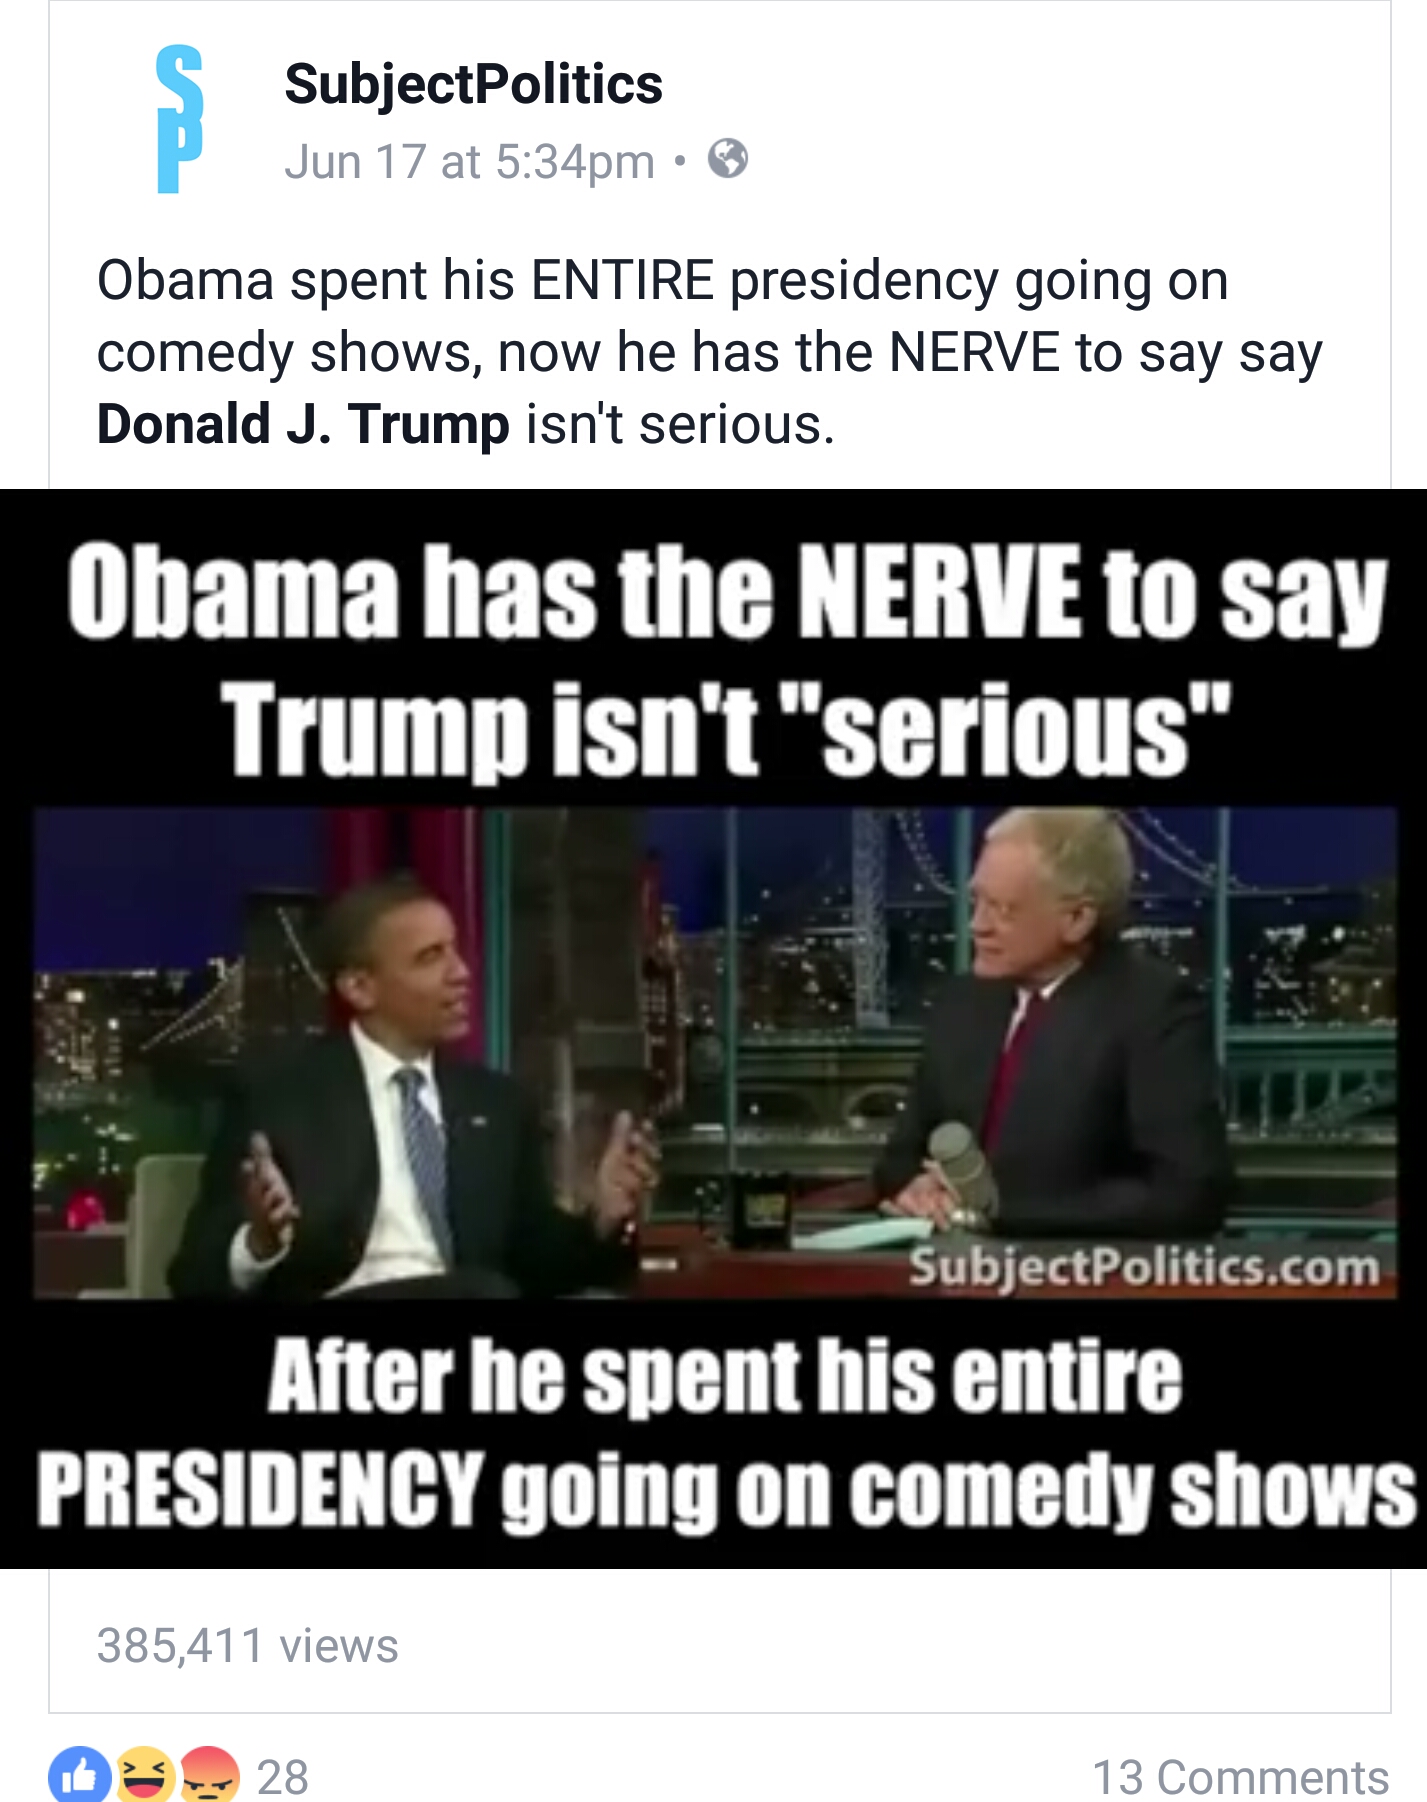 SP
SubjectPolitics
Jun 17 at 5:34pm •
Obama spent his ENTIRE presidency going on
comedy shows, now he has the NERVE to say say
Donald J. Trump isn't serious.
Obama has the NERVE to say
Trump isn't "serious"
SubjectPolitics.com
After he spent his entire
PRESIDENCY going on comedy shows
385,411 views
28
13 Comments